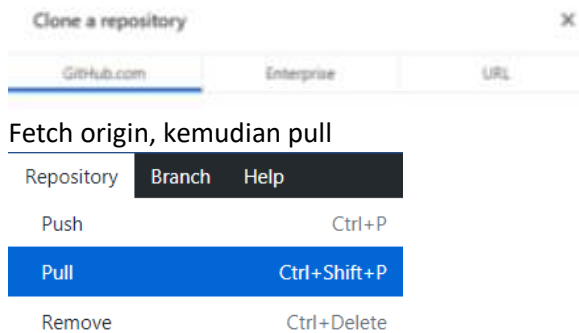 Clone a repository ×
GitHub.com Enterprise URL
Fetch origin, kemudian pull
Repository Branch Help
Push Ctrl+P
Pull Ctrl+Shift+P
Remove Ctrl+Delete